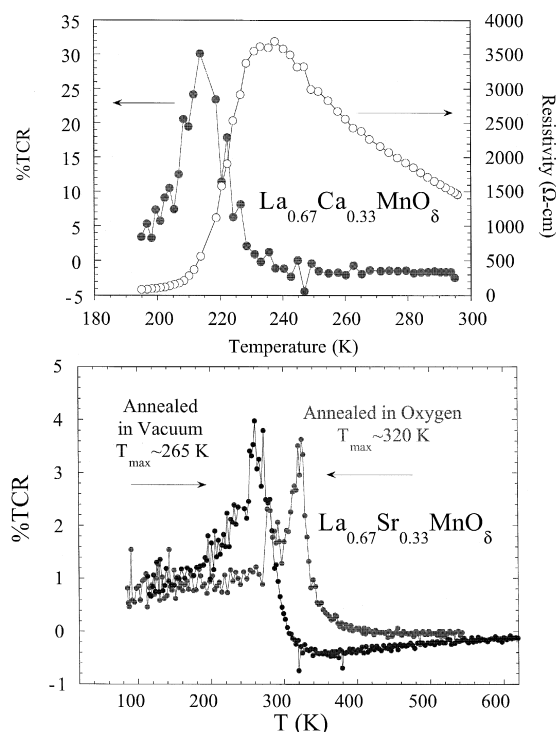 35
30
25
20
15
10
5
0
-5
%TCR
4000
3500
3000
2500
2000
1500
1000
500
0
Resistivity (Ω-cm)
La0.67Ca0.33MnOδ
180 200 220 240 260 280 300
Temperature (K)
5
4
3
2
1
0
-1
%TCR
Annealed
in Vacuum
Tmax~265 K
Annealed in Oxygen
Tmax~320 K
La0.67Sr0.33MnOδ
100 200 300 400 500 600
T (K)